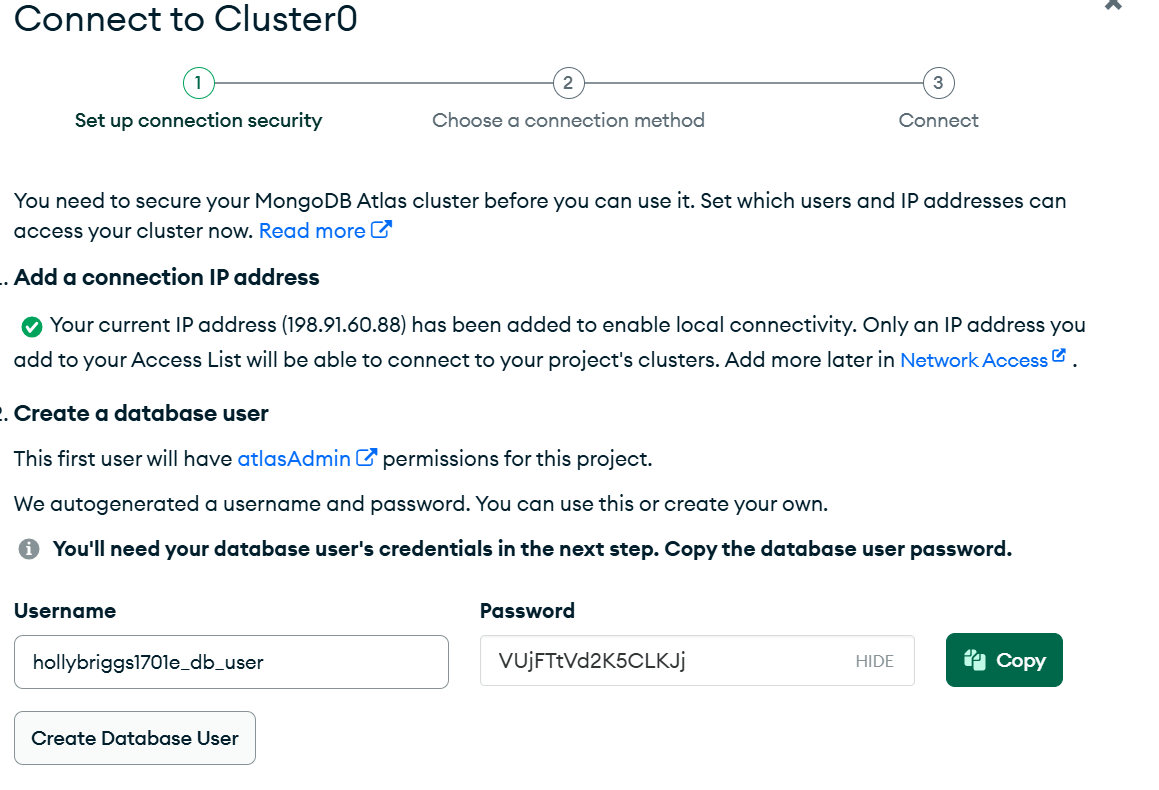 Connect to Cluster0
1
2
3
Set up connection security
Choose a connection method
Connect
You need to secure your MongoDB Atlas cluster before you can use it. Set which users and IP addresses can
access your cluster now. Read more
Add a connection IP address
Your current IP address (198.91.60.88) has been added to enable local connectivity. Only an IP address you
add to your Access List will be able to connect to your project's clusters. Add more later in Network Access .
2. Create a database user
This first user will have atlasAdmin permissions for this project.
We autogenerated a username and password. You can use this or create your own.
You'll need your database user's credentials in the next step. Copy the database user password.
Username
Password
hollybriggs1701e_db_user
VUjFTtVd2K5CLKJj
HIDE
Copy
Create Database User